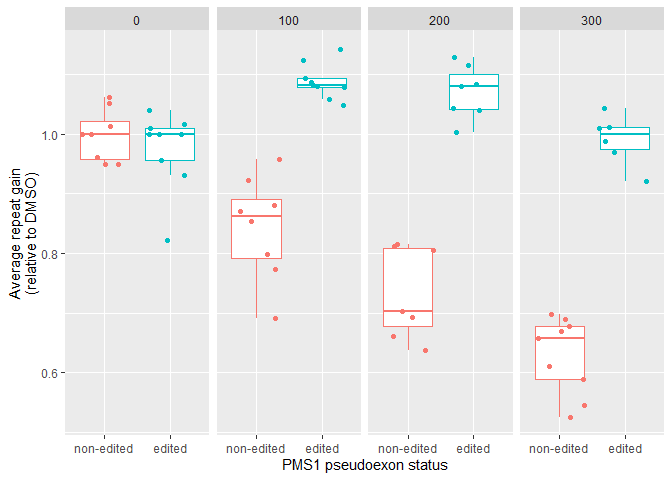 0 100 200 300
Average repeat gain
(relative to DMSO)
1.0
0.8
0.6
non-edited edited non-edited edited non-edited edited non-edited edited
PMS1 pseudoexon status